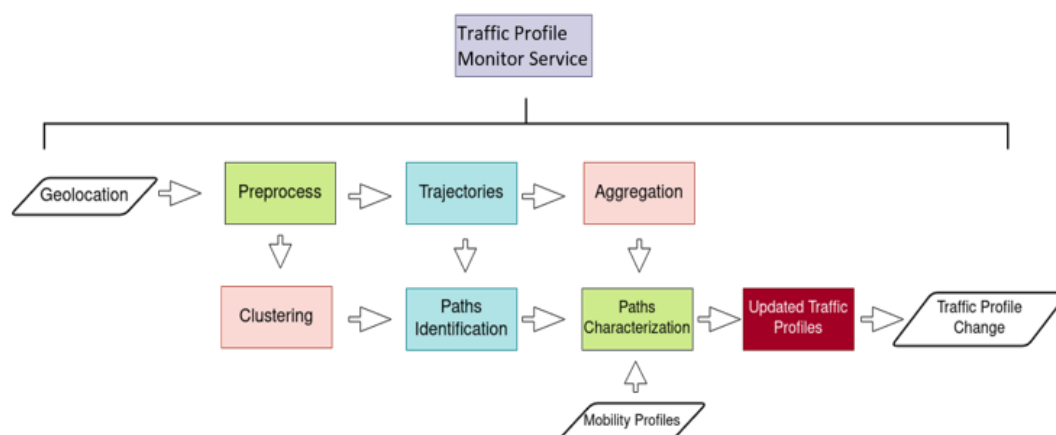 Traffic Profile
Monitor Service
Geolocation
Preprocess
Trajectories
Aggregation
Clustering
Paths
Identification
Paths
Characterization
Updated Traffic
Profiles
Traffic Profile
Change
Mobility Profiles